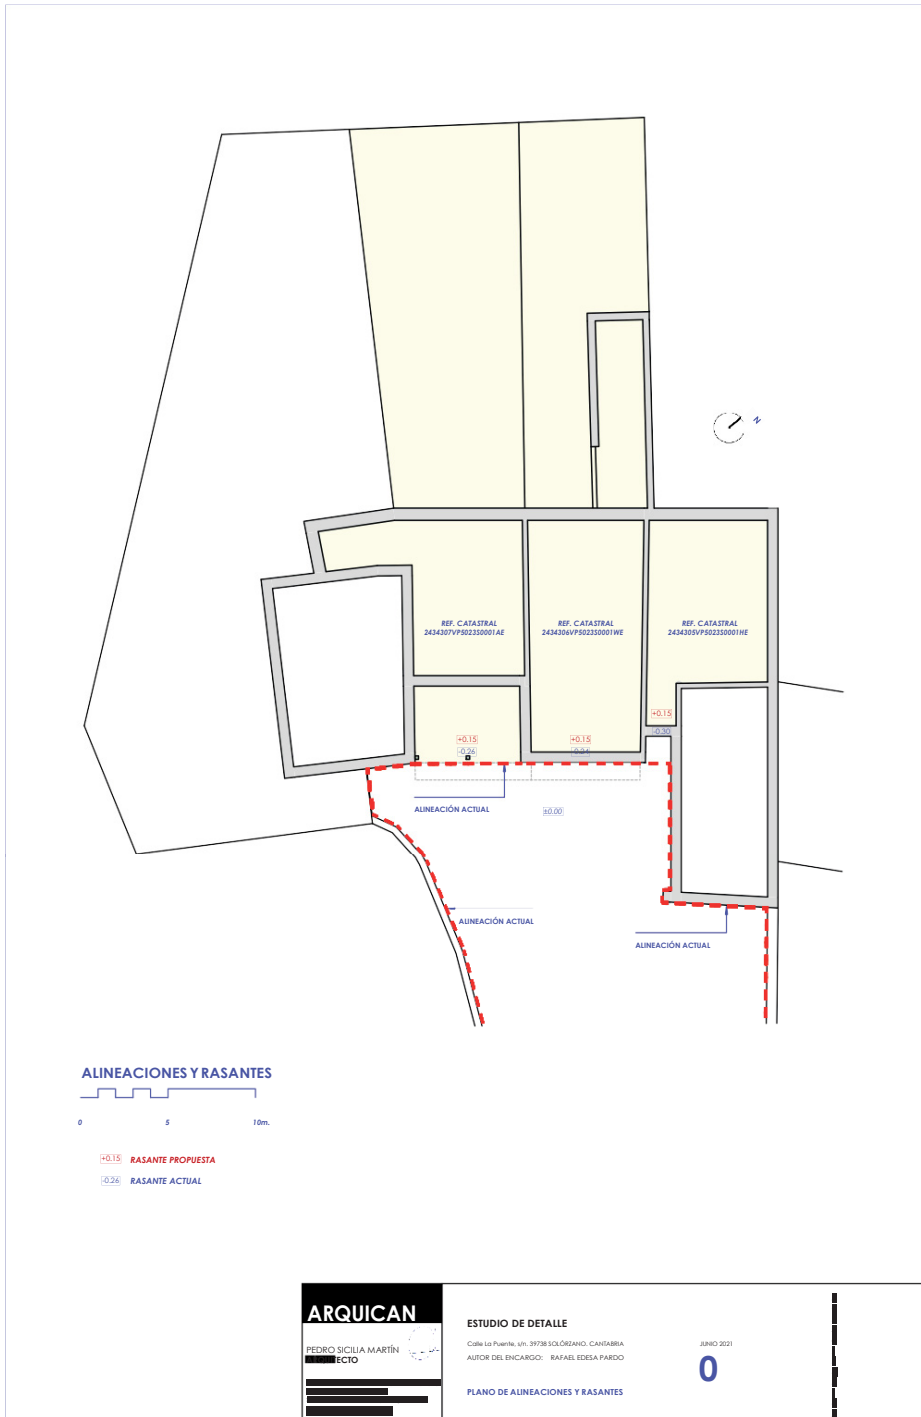 N
REF. CATASTRAL
2434307VP5023S0001AE
REF. CATASTRAL
2434306VP5023S0001WE
REF. CATASTRAL
2434305VP5023S0001HE
+0.15
-0.30
+0.15
-0.26
+0.15
ALINEACIÓN ACTUAL
±0.00
ALINEACIÓN ACTUAL
ALINEACIÓN ACTUAL
ALINEACIONES Y RASANTES
0 5 10m.
+0.15 RASANTE PROPUESTA
-0.26 RASANTE ACTUAL
ARQUICAN
PEDRO SICILIA MARTÍN
ECTO
ESTUDIO DE DETALLE
Calle La Puente, s/n. 39738 SOLÓRZANO. CANTABRIA
AUTOR DEL ENCARGO: RAFAEL EDESA PARDO
PLANO DE ALINEACIONES Y RASANTES
JUNIO 2021
0